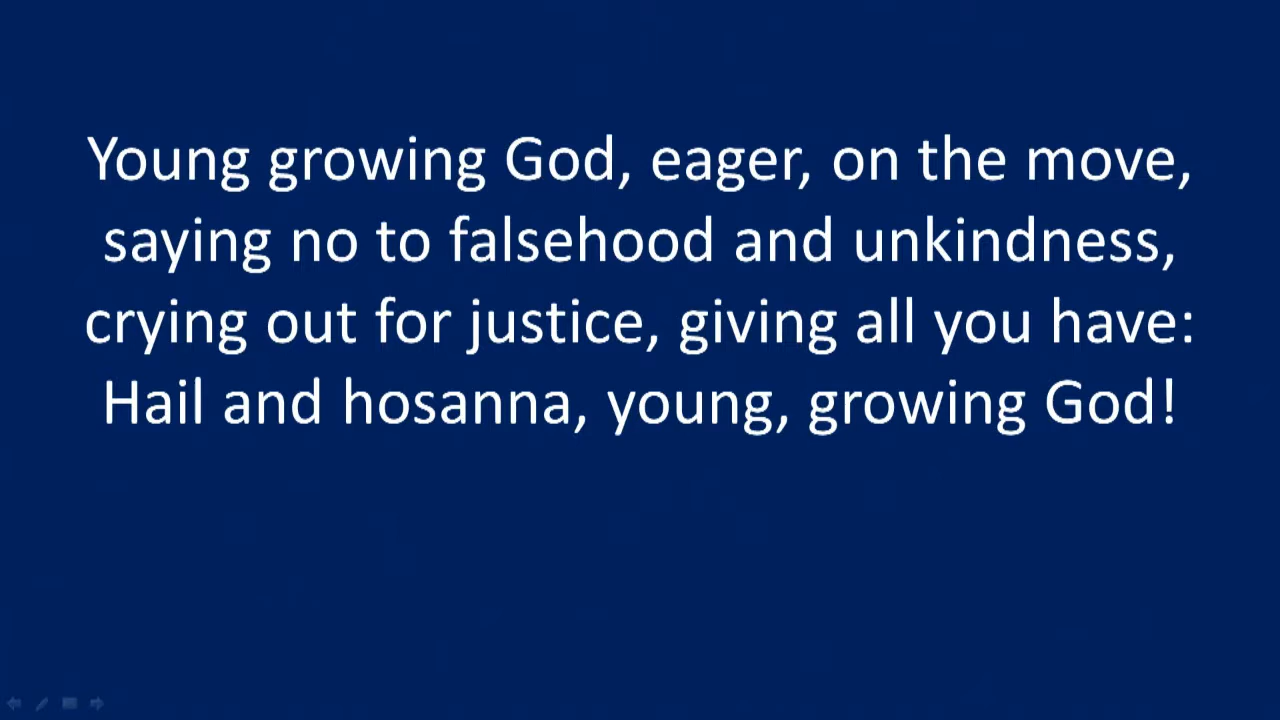 Young growing God, eager, on the move,
saying no to falsehood and unkindness,
crying out for justice, giving all you have:
Hail and hosanna, young, growing God!